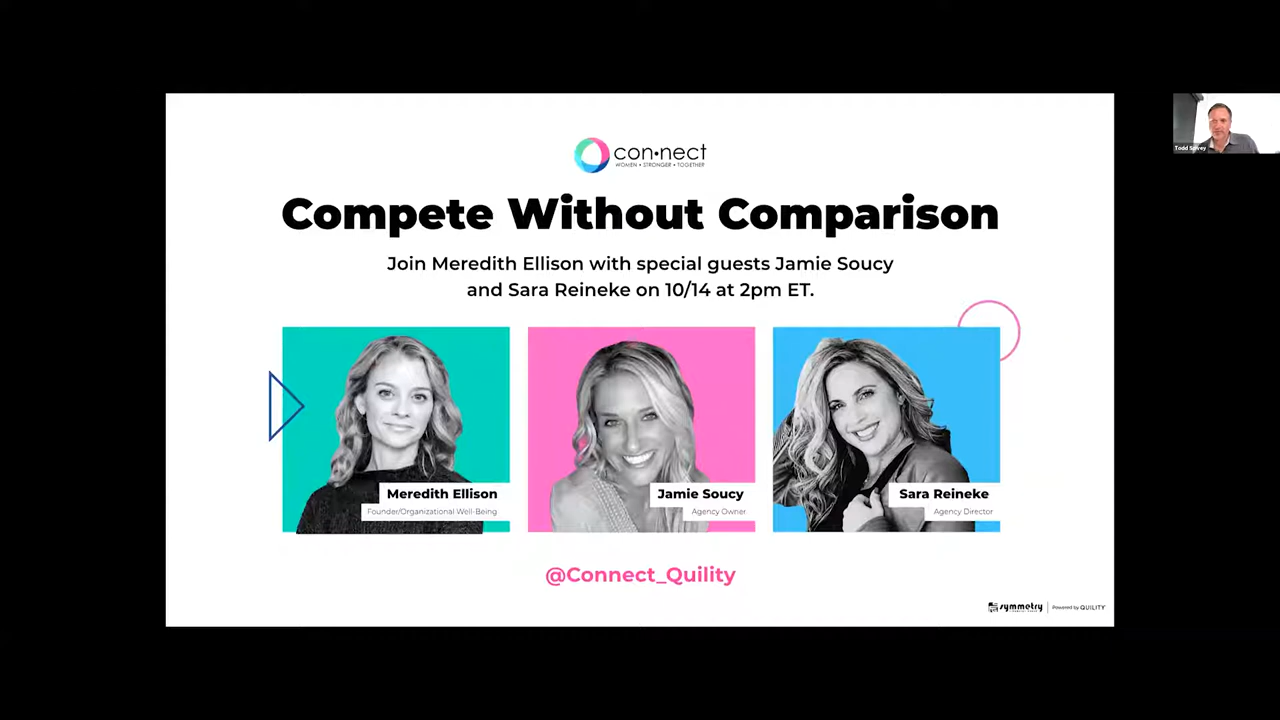 con•nect
WOMEN • STRONGER • TOGETHER
Compete Without Comparison
Join Meredith Ellison with special guests Jamie Soucy
and Sara Reineke on 10/14 at 2pm ET.
Meredith Ellison
Founder/Organizational Well-Being
Jamie Soucy
Agency Owner
Sara Reineke
Agency Director
@Connect_Quility
symmetry
Powered by QUILITY
Todd